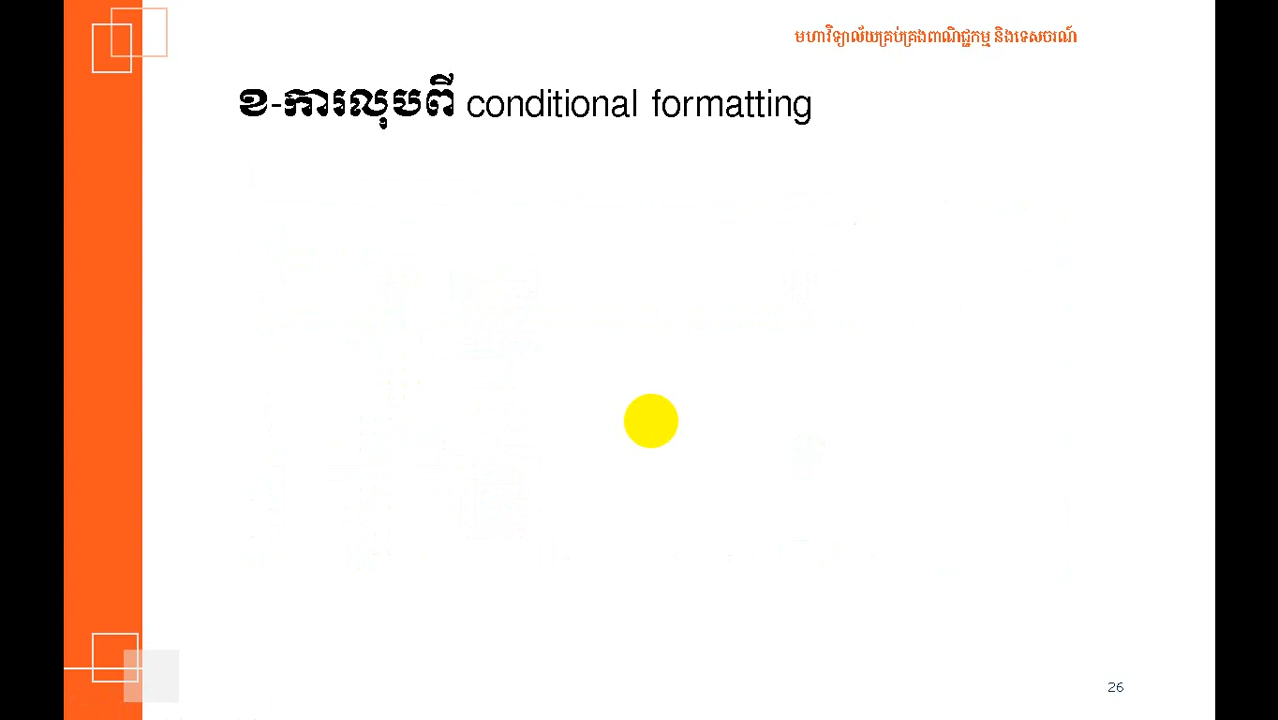 មហាវិទ្យាល័យគ្រប់គ្រងពាណិជ្ជកម្ម និងទេសចរណ៍
ខ-ការលុបពី conditional formatting
26